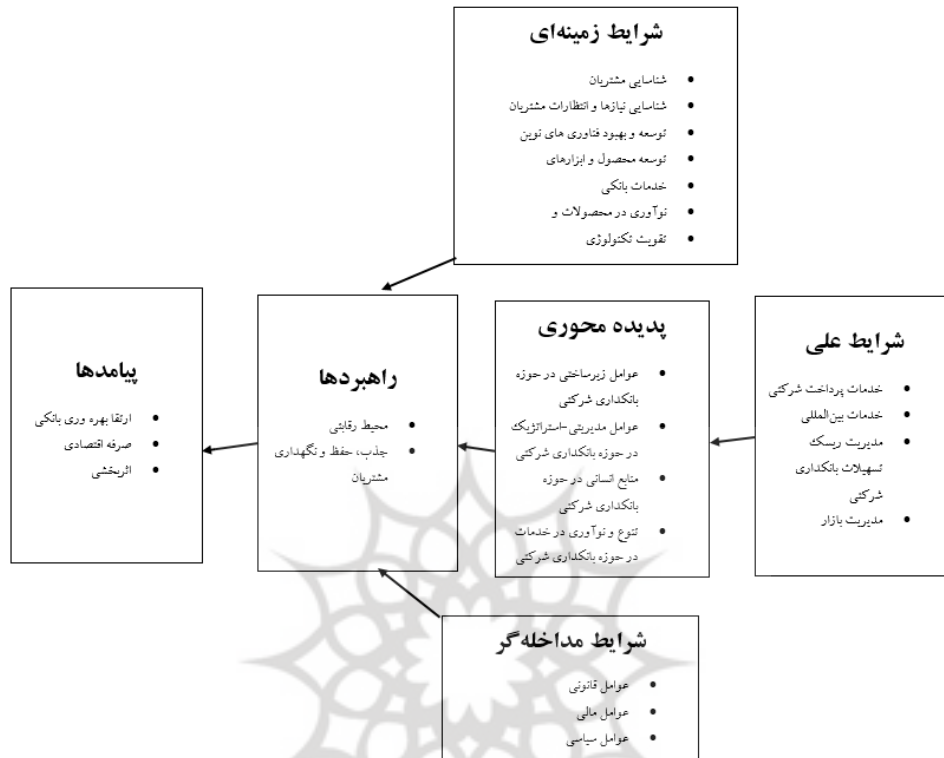 شرایط زمینه‌ای
شناسایی مشتریان
شناسایی نیازها و انتظارات مشتریان
توسعه و بهبود فناوری های نوین
توسعه محصول و ابزارهای
خدمات بانکی
نوآوری در محصولات و
تقویت تکنولوژی
شرایط علی
خدمات پرداخت شرکتی
خدمات بین‌المللی
مدیریت ریسک
تسهیلات بانکداری
شرکتی
مدیریت بازار
پدیده محوری
عوامل زیرساختی در حوزه
بانکداری شرکتی
عوامل مدیریتی-استراتژیک
در حوزه بانکداری شرکتی
منابع انسانی در حوزه
بانکداری شرکتی
تنوع و نوآوری در خدمات
در حوزه بانکداری شرکتی
راهبردها
محیط رقابتی
جذب، حفظ و نگهداری
مشتریان
پیامدها
ارتقا بهره وری بانکی
صرفه اقتصادی
اثربخشی
شرایط مداخله‌گر
عوامل قانونی
عوامل مالی
عوامل سیاسی